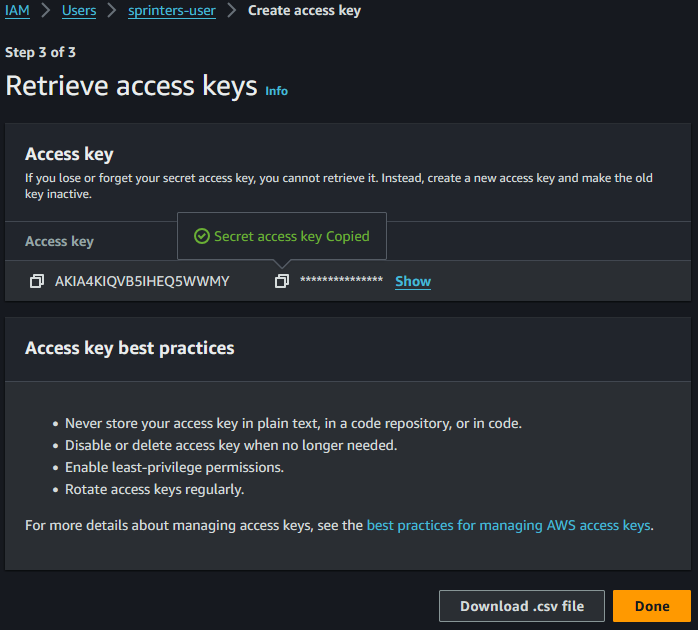 IAM > Users > sprinters-user > Create access key
Step 3 of 3
Retrieve access keys Info
Access key
If you lose or forget your secret access key, you cannot retrieve it. Instead, create a new access key and make the old
key inactive.
Secret access key Copied
Access key
AKIA4KIQVB5IHEQ5WWMY *************** Show
Access key best practices
• Never store your access key in plain text, in a code repository, or in code.
• Disable or delete access key when no longer needed.
• Enable least-privilege permissions.
• Rotate access keys regularly.
For more details about managing access keys, see the best practices for managing AWS access keys.
Download .csv file
Done